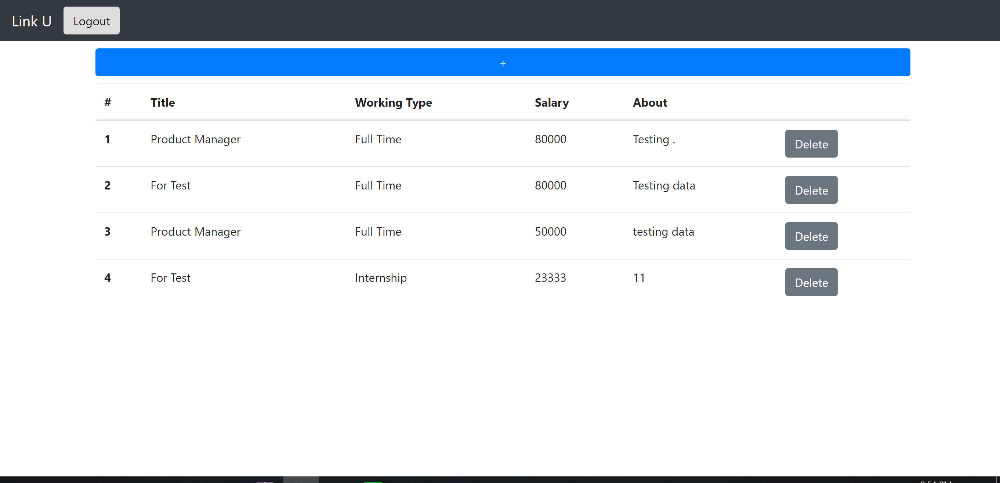 Link U Logout
+
# Title Working Type Salary About
1 Product Manager Full Time 80000 Testing . Delete
2 For Test Full Time 80000 Testing data Delete
3 Product Manager Full Time 50000 testing data Delete
4 For Test Internship 23333 11 Delete